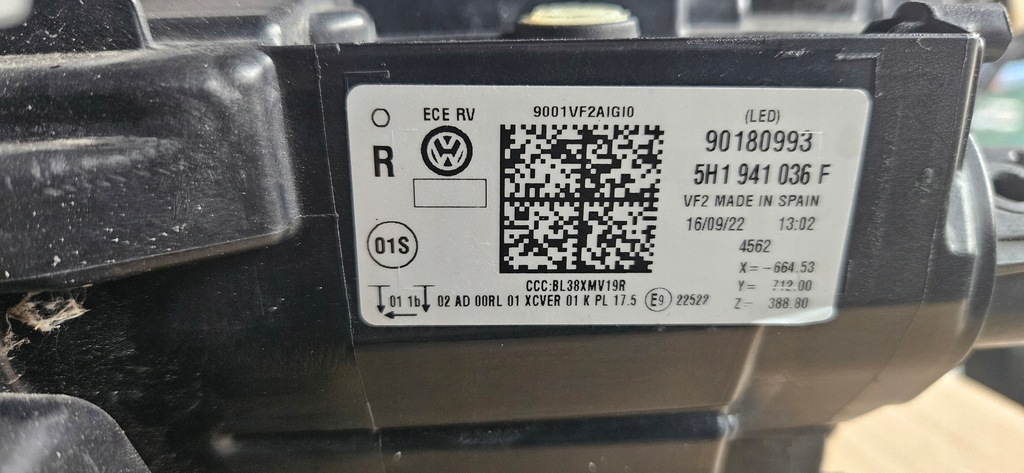 ECE RV
R
01S
9001VF2AIGI0
(LED)
90180993
5H1 941 036 F
VF2 MADE IN SPAIN
16/09/22 13:02
4562
X=-664.53
Y= 712.00
Z= 388.80
CCC:BL38XMV19R
01 1b 02 AD 00RL 01 XCVER 01 K PL 17.5 E9 22522